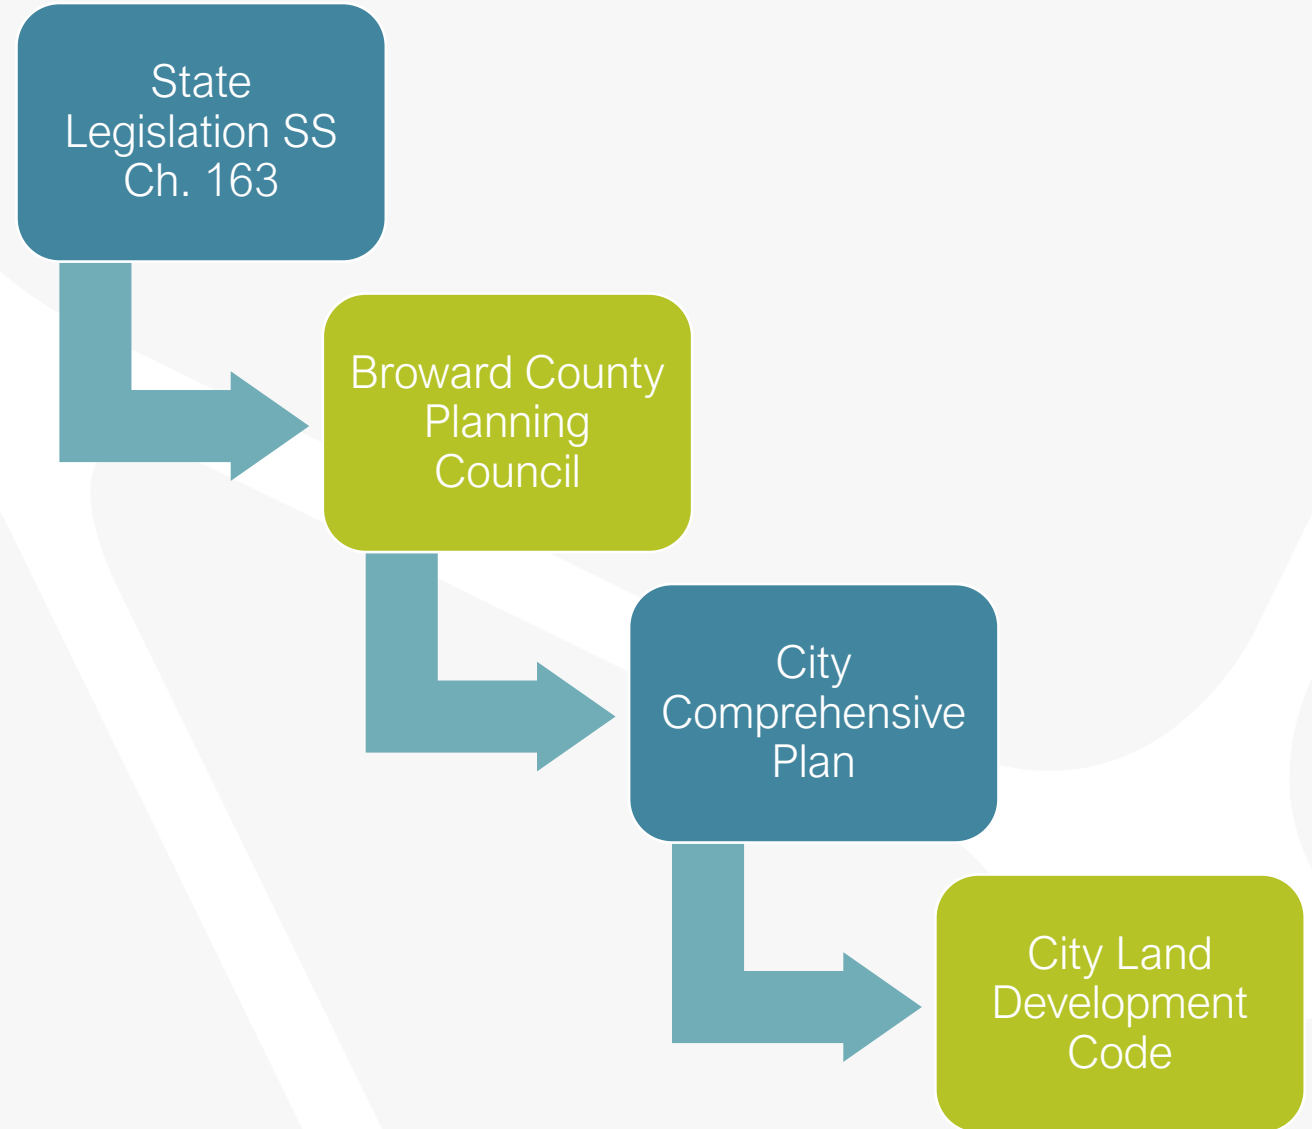 State
Legislation SS
Ch. 163
Broward County
Planning
Council
City
Comprehensive
Plan
City Land
Development
Code